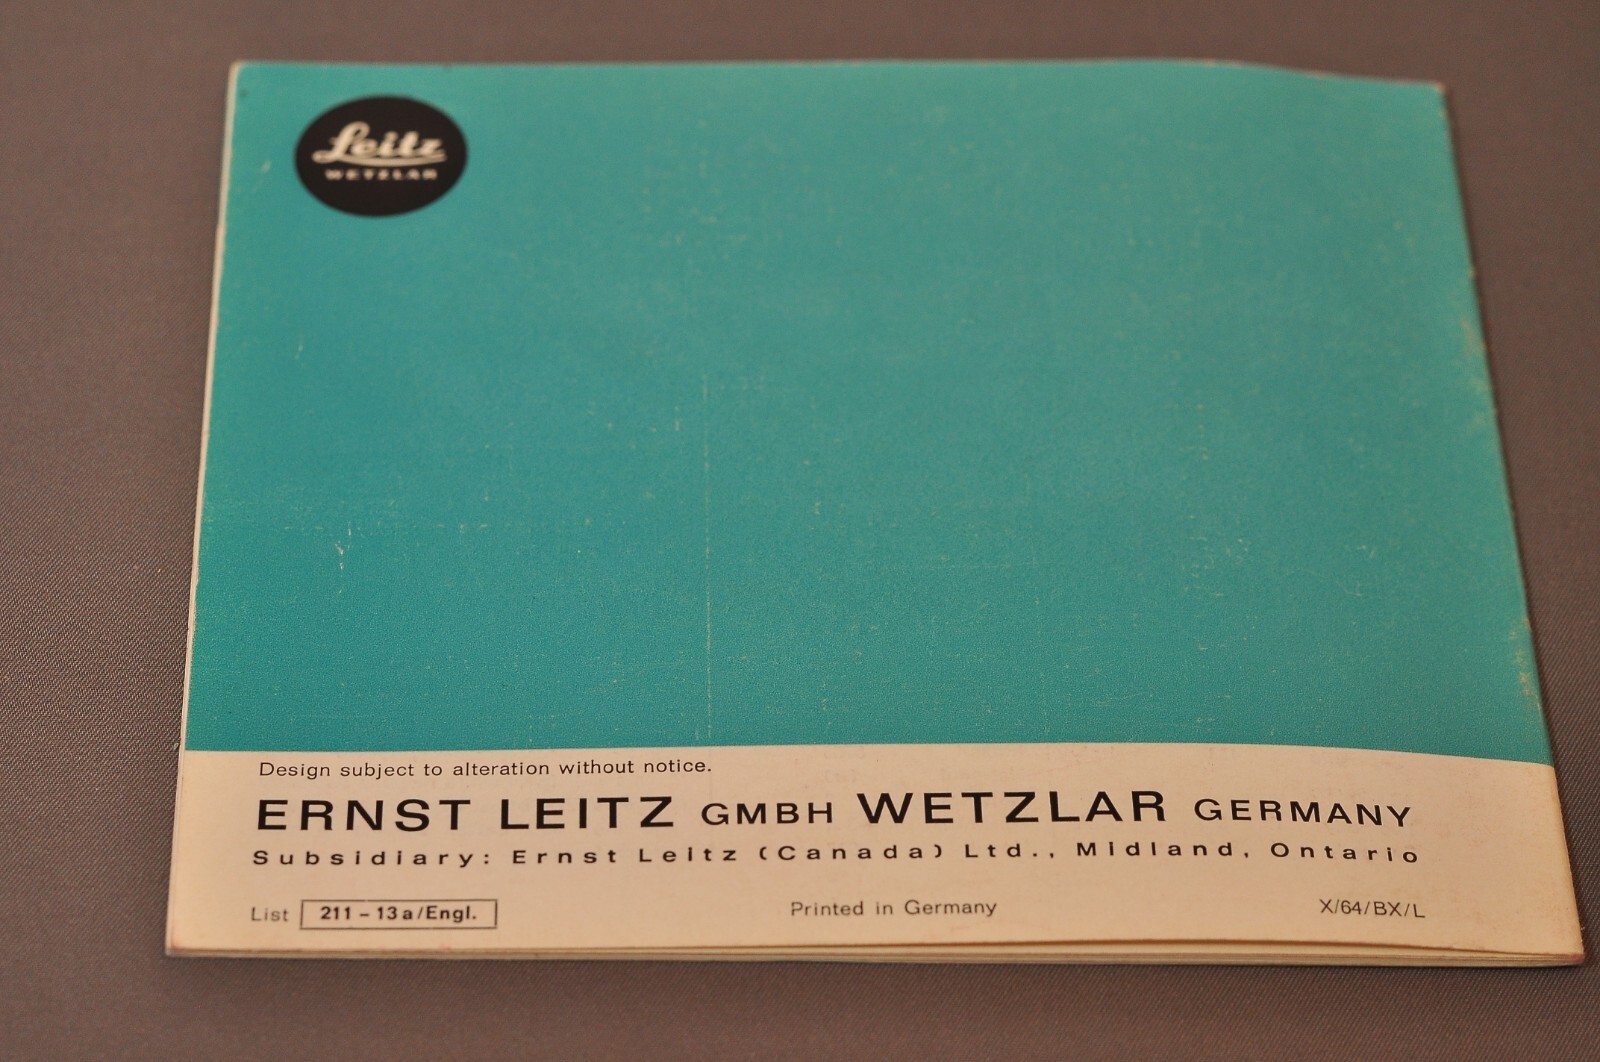 Leitz
WETZLAR
Design subject to alteration without notice.
ERNST LEITZ GMBH WETZLAR GERMANY
Subsidiary: Ernst Leitz (Canada) Ltd., Midland, Ontario
List 211-13a/Engl. Printed in Germany X/64/BX/L